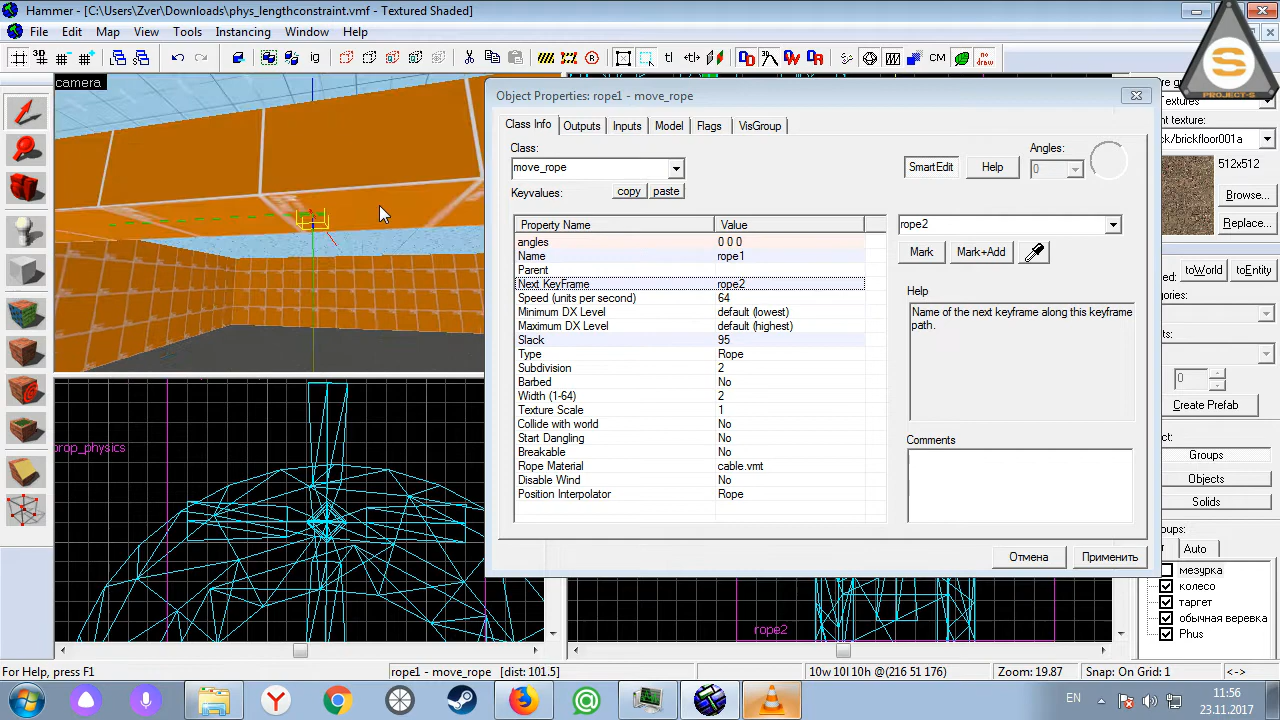 Hammer - [C:\Users\Zver\Downloads\phys_lengthconstraint.vmf - Textured Shaded]
File Edit Map View Tools Instancing Window Help
CM
camera
Object Properties: rope1 - move_rope
Class Info Outputs Inputs Model Flags VisGroup
Class:
move_rope
SmartEdit Help
Angles:
0
Keyvalues: copy paste
Property Name Value
angles 0 0 0
Name rope1
Parent
Next KeyFrame rope2
Speed (units per second) 64
Minimum DX Level default (lowest)
Maximum DX Level default (highest)
Slack 95
Type Rope
Subdivision 2
Barbed No
Width (1-64) 2
Texture Scale 1
Collide with world No
Start Dangling No
Breakable No
Rope Material cable.vmt
Disable Wind No
Position Interpolator Rope
rope2
Mark Mark+Add
Help
Name of the next keyframe along this keyframe
path.
Comments
Отмена Применить
PROJECT-S
S
/brickfloor001a
512x512
Browse...
Replace...
toWorld toEntity
0
Create Prefab
Groups
Objects
Solids
Auto
мезурка
колесо
таргет
обычная веревка
Phus
prop_physics
rope2
For Help, press F1
rope1 - move_rope [dist: 101.5]
10w 10l 10h @(216 51 176)
Zoom: 19.87
Snap: On Grid: 1
<->
EN
11:56
23.11.2017